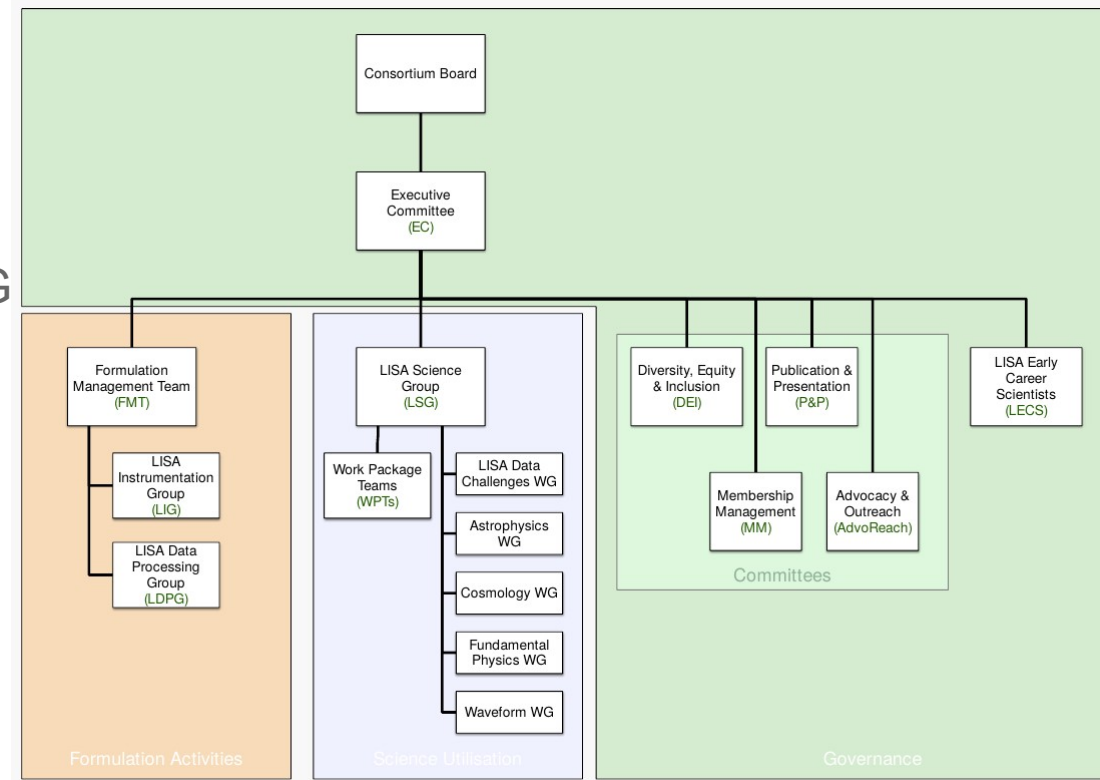 Consortium Board
Executive
Committee
(EC)
G
Formulation
Management Team
(FMT)
LISA
Instrumentation
Group
(LIG)
LISA Data
Processing
Group
(LDPG)
Formulation Activities
LISA Science
Group
(LSG)
Work Package
Teams
(WPTs)
LISA Data
Challenges WG
Astrophysics
WG
Cosmology WG
Fundamental
Physics WG
Waveform WG
Science Utilisation
Diversity, Equity
& Inclusion
(DEI)
Publication &
Presentation
(P&P)
Membership
Management
(MM)
Advocacy &
Outreach
(AdvoReach)
Committees
LISA Early
Career
Scientists
(LECS)
Governance